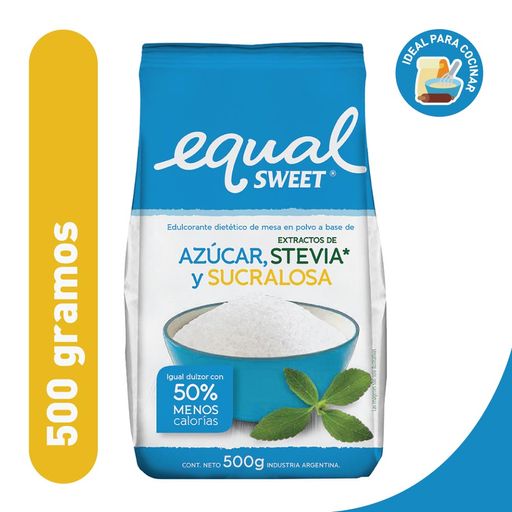 500 gramos
IDEAL PARA COCINAR
equal
SWEET®
Edulcorante dietético de mesa en polvo a base de
EXTRACTOS DE
AZÚCAR, STEVIA*
y SUCRALOSA
Igual dulzor con
50%
MENOS
calorías
CONT. NETO 500g INDUSTRIA ARGENTINA.